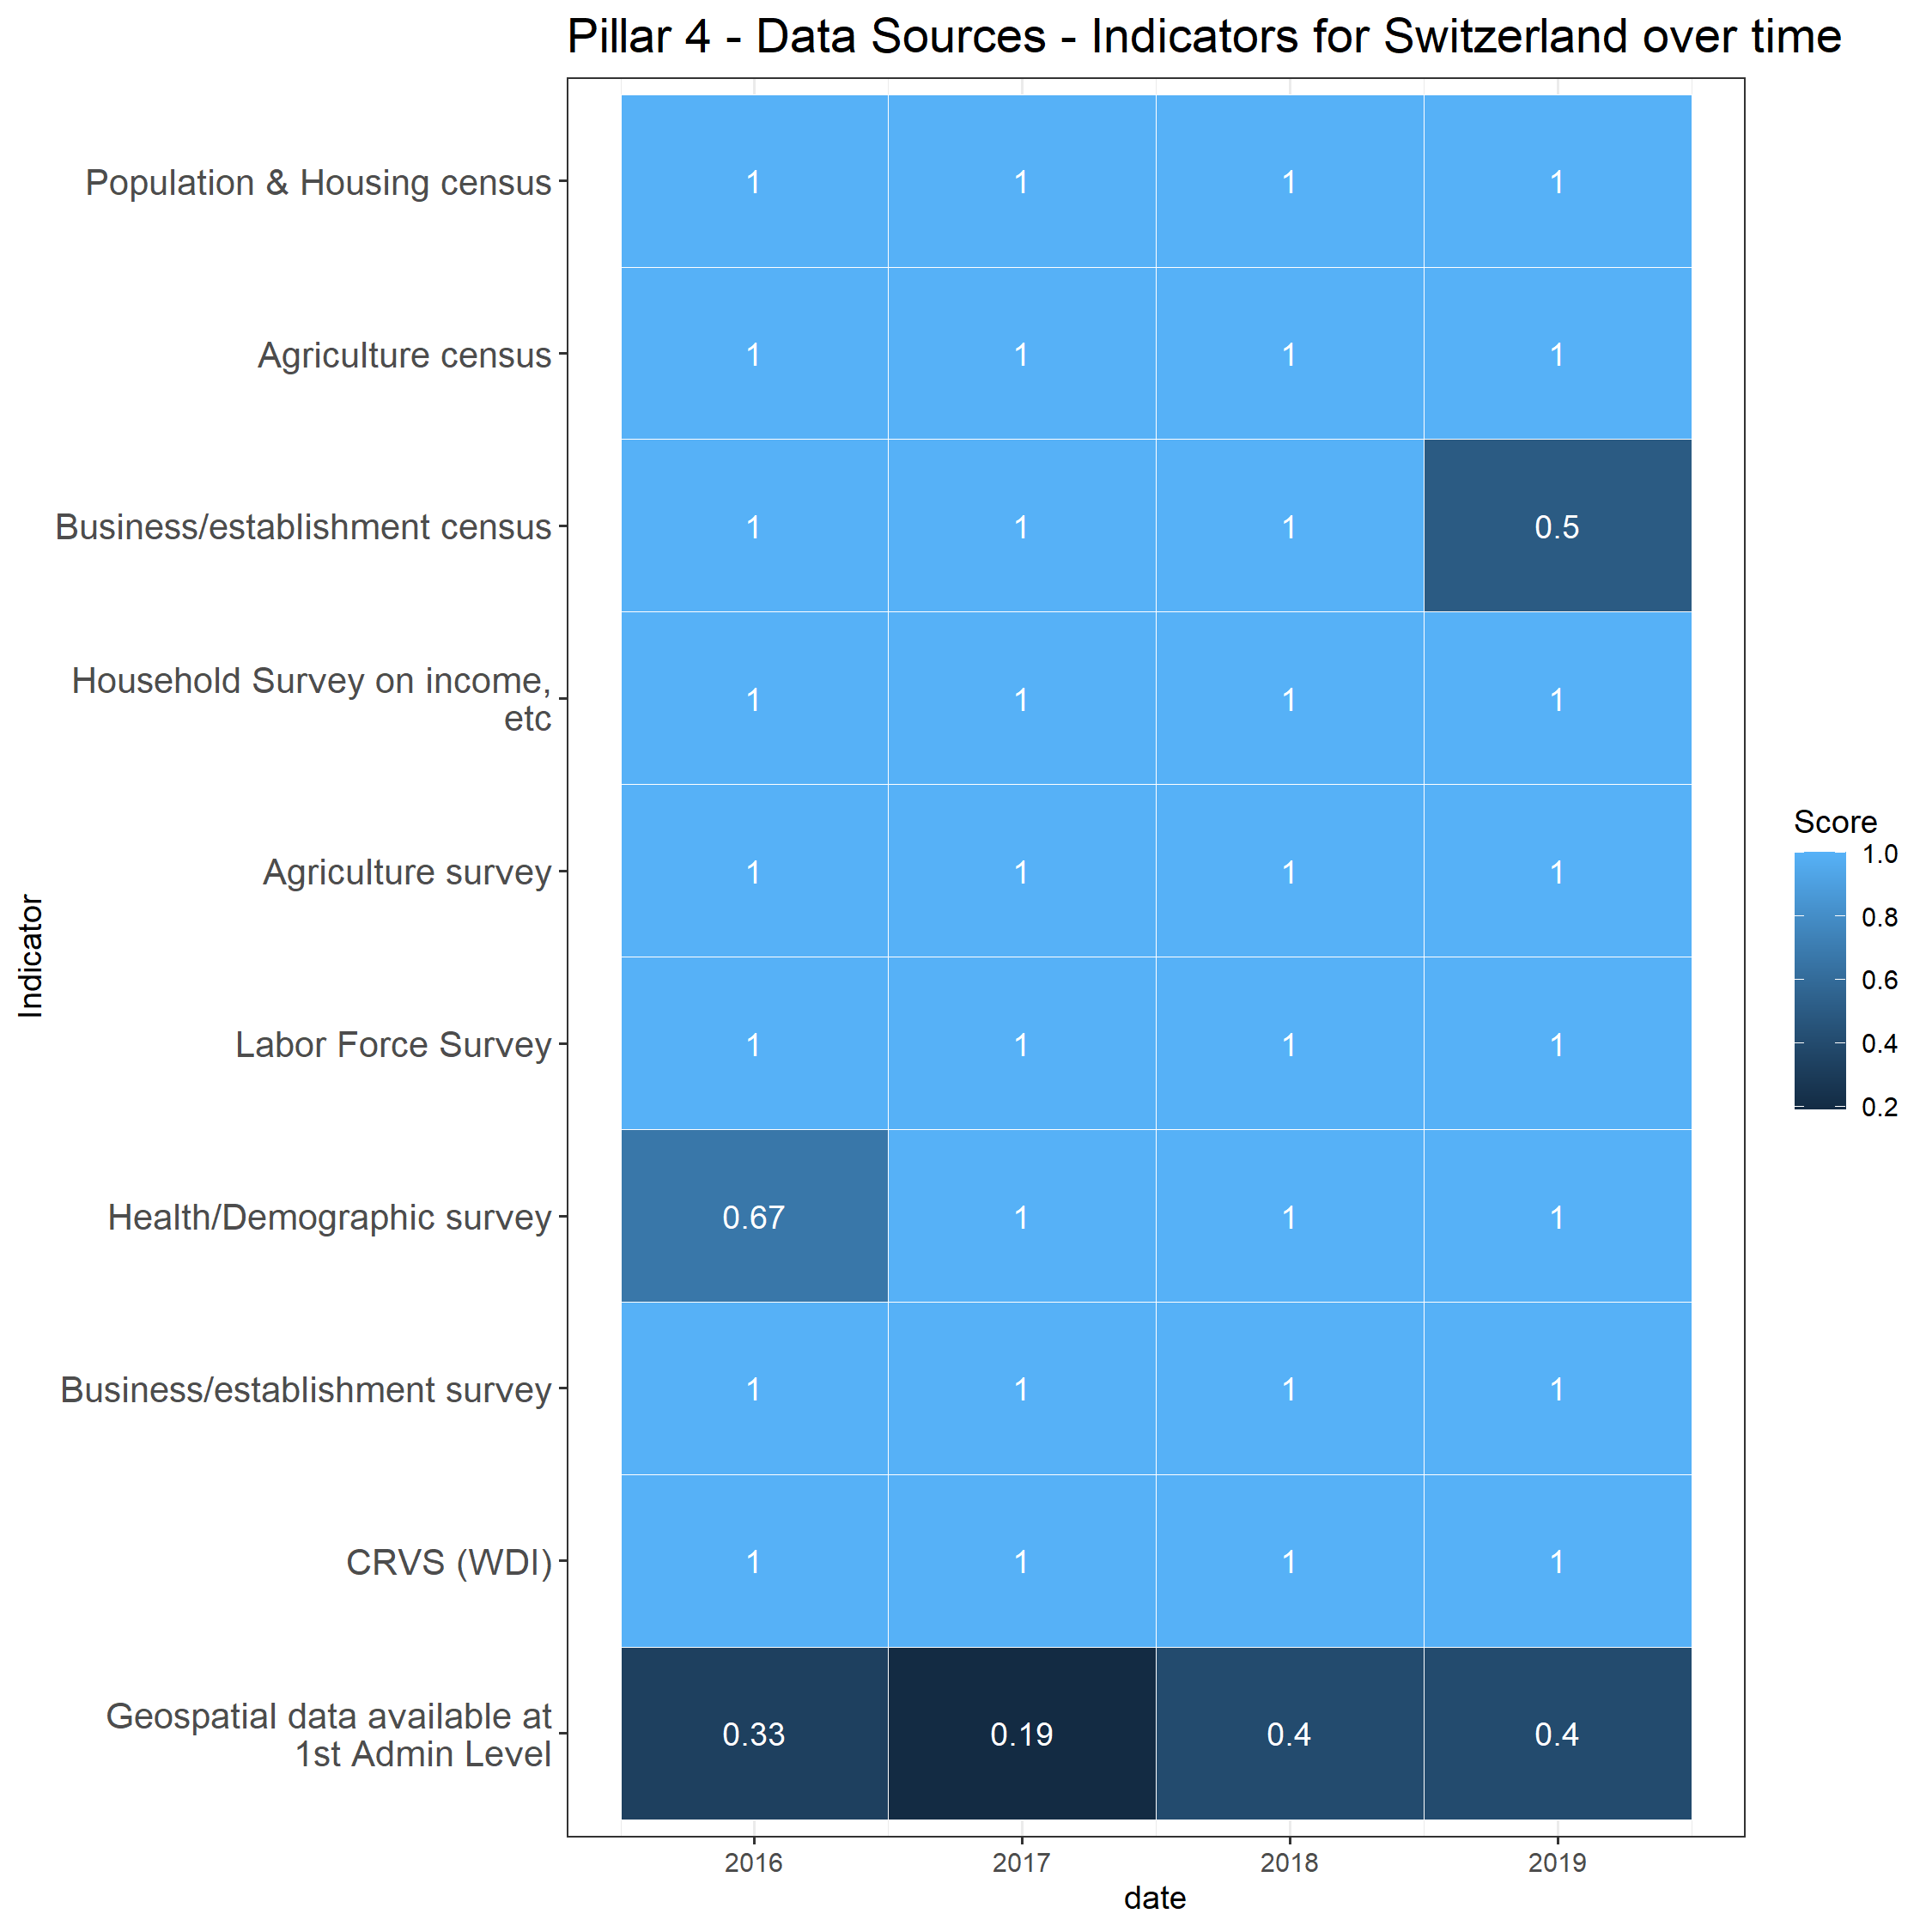 Pillar 4 - Data Sources - Indicators for Switzerland over time
Population & Housing census
1 1 1 1
Agriculture census
1 1 1 1
Business/establishment census
1 1 1 0.5
Household Survey on income,
etc
1 1 1 1
Agriculture survey
1 1 1 1
Labor Force Survey
1 1 1 1
Health/Demographic survey
0.67 1 1 1
Business/establishment survey
1 1 1 1
CRVS (WDI)
1 1 1 1
Geospatial data available at
1st Admin Level
0.33 0.19 0.4 0.4
2016 2017 2018 2019
date
Indicator
Score
1.0
0.8
0.6
0.4
0.2